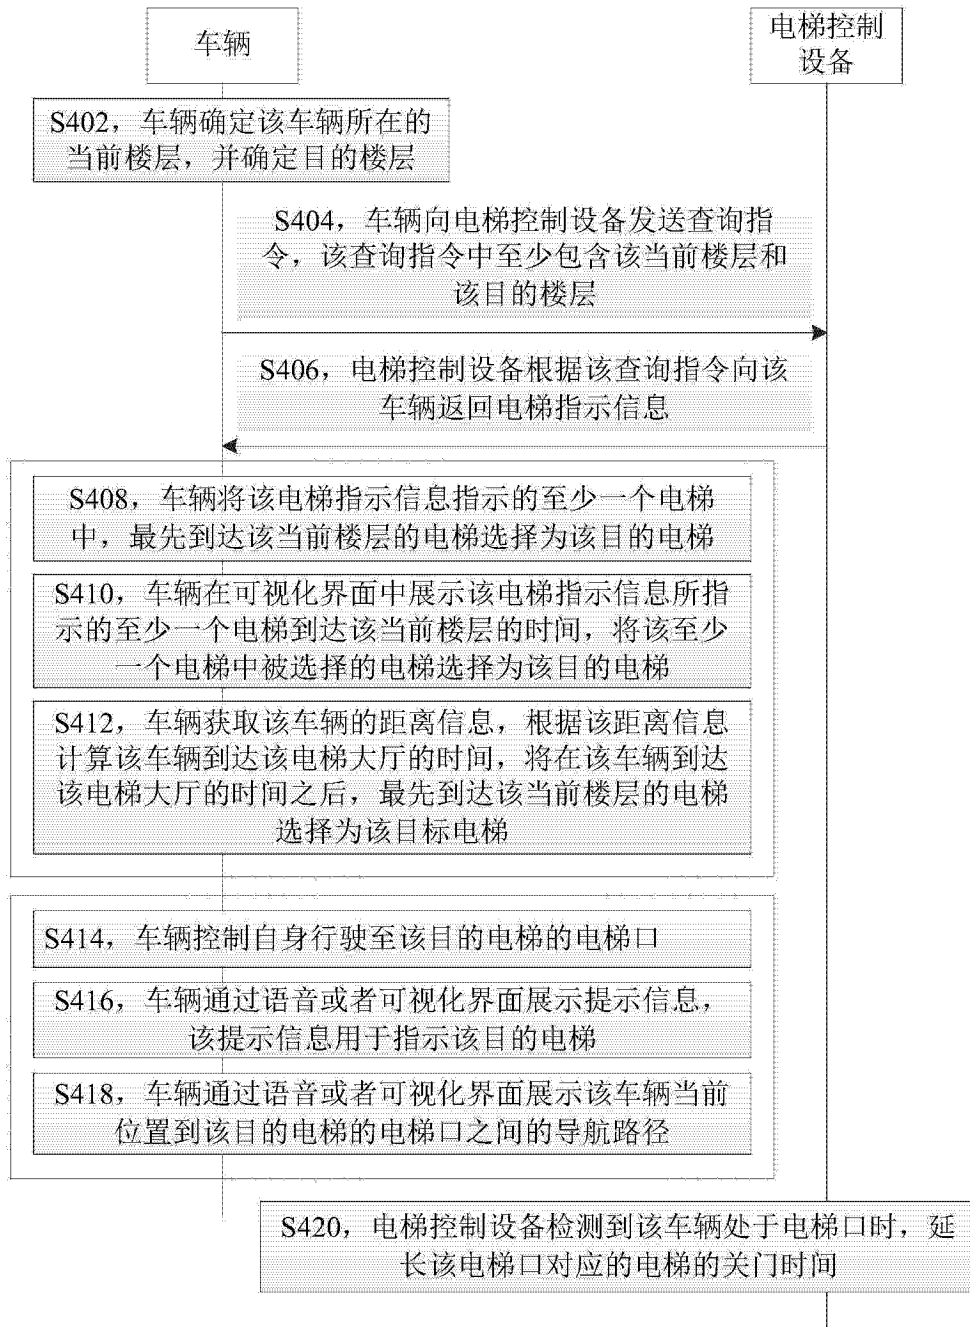 车辆
电梯控制
设备
S402，车辆确定该车辆所在的
当前楼层，并确定目的楼层
S404，车辆向电梯控制设备发送查询指
令，该查询指令中至少包含该当前楼层和
该目的楼层
S406，电梯控制设备根据该查询指令向该
车辆返回电梯指示信息
S408，车辆将该电梯指示信息指示的至少一个电梯
中，最先到达该当前楼层的电梯选择为该目的电梯
S410，车辆在可视化界面中展示该电梯指示信息所指
示的至少一个电梯到达该当前楼层的时间，将该至少
一个电梯中被选择的电梯选择为该目的电梯
S412，车辆获取该车辆的距离信息，根据该距离信息
计算该车辆到达该电梯大厅的时间，将在该车辆到达
该电梯大厅的时间之后，最先到达该当前楼层的电梯
选择为该目标电梯
S414，车辆控制自身行驶至该目的电梯的电梯口
S416，车辆通过语音或者可视化界面展示提示信息，
该提示信息用于指示该目的电梯
S418，车辆通过语音或者可视化界面展示该车辆当前
位置到该目的电梯的电梯口之间的导航路径
S420，电梯控制设备检测到该车辆处于电梯口时，延
长该电梯口对应的电梯的关门时间